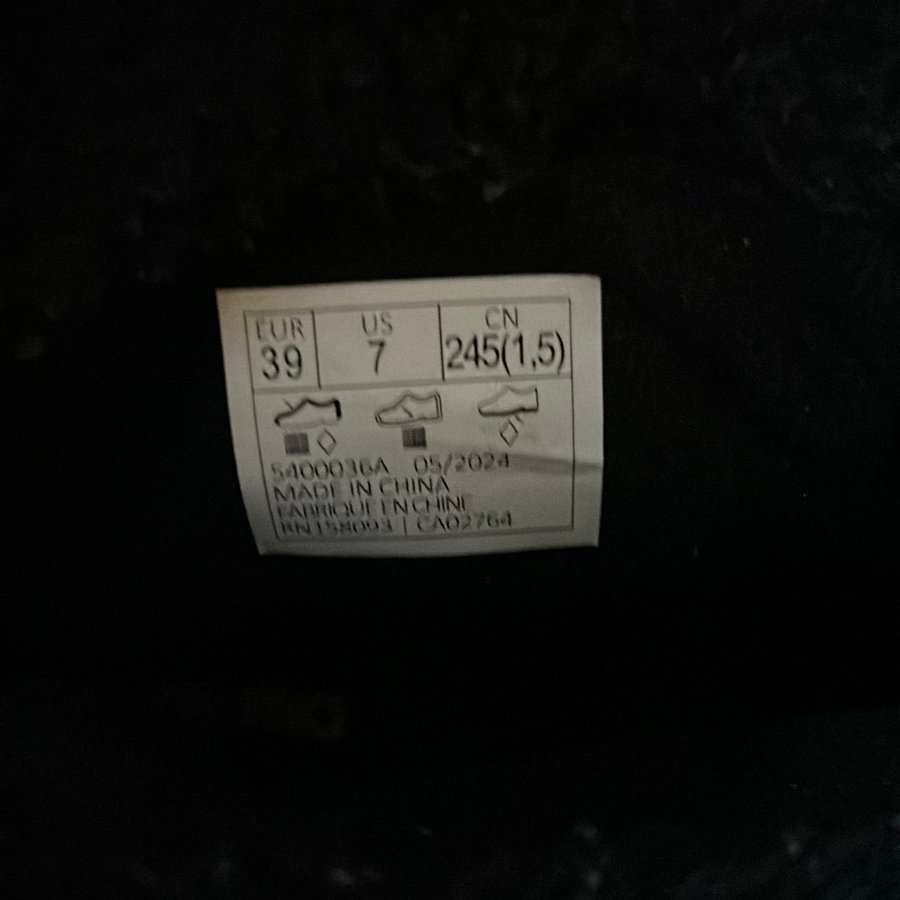 EUR US CN
39 7 245(1,5)
5400036A 05/2024
MADE IN CHINA
FABRIQUE EN CHINE
RN158093 CA02764